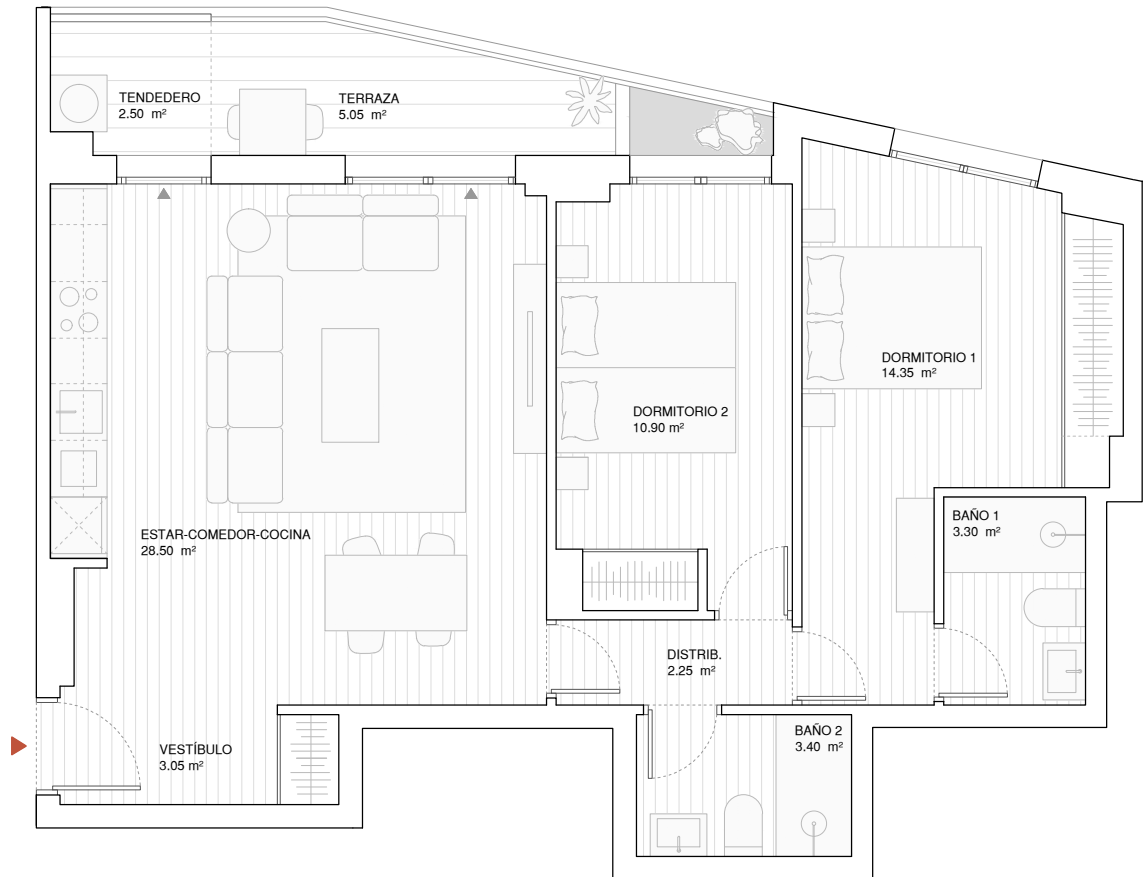 TENDEDERO
2.50 m²
TERRAZA
5.05 m²
DORMITORIO 1
14.35 m²
DORMITORIO 2
10.90 m²
ESTAR-COMEDOR-COCINA
28.50 m²
BAÑO 1
3.30 m²
DISTRIB.
2.25 m²
VESTÍBULO
3.05 m²
BAÑO 2
3.40 m²